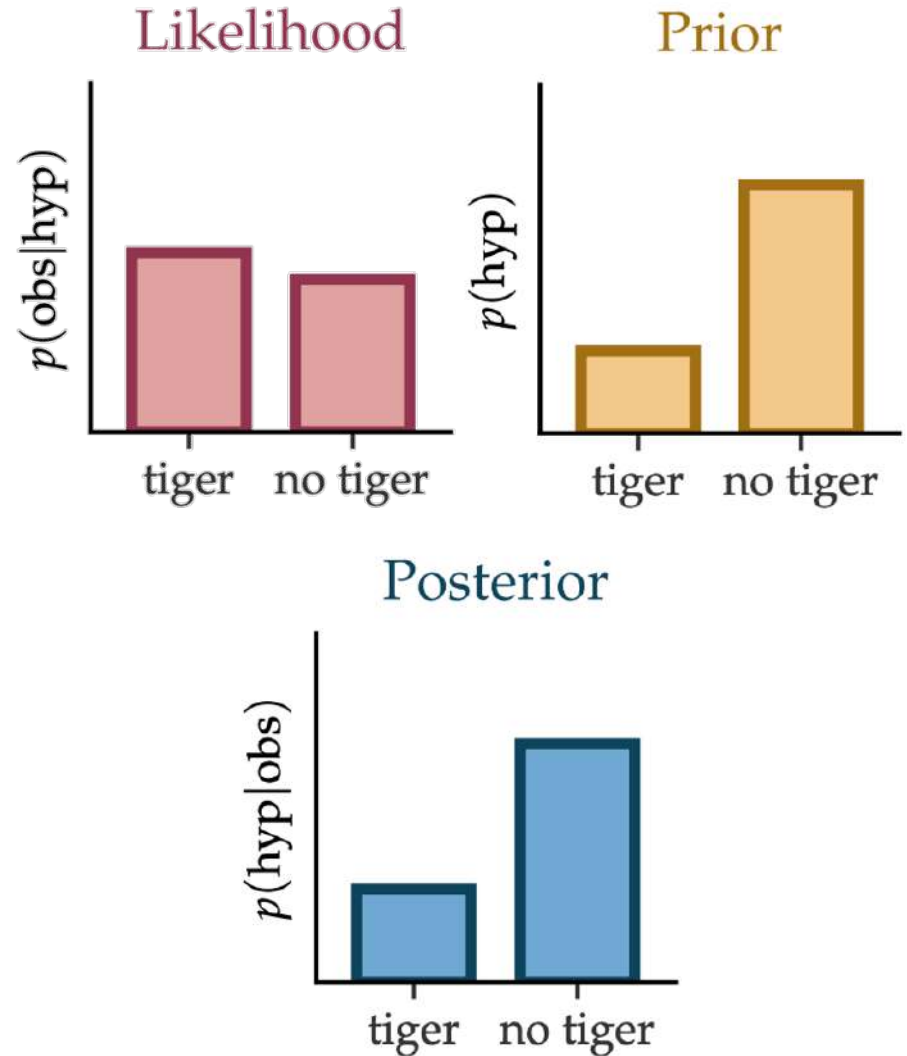 Likelihood
p(obs|hyp)
tiger
no tiger
Prior
p(hyp)
tiger
no tiger
Posterior
p(hyp|obs)
tiger
no tiger